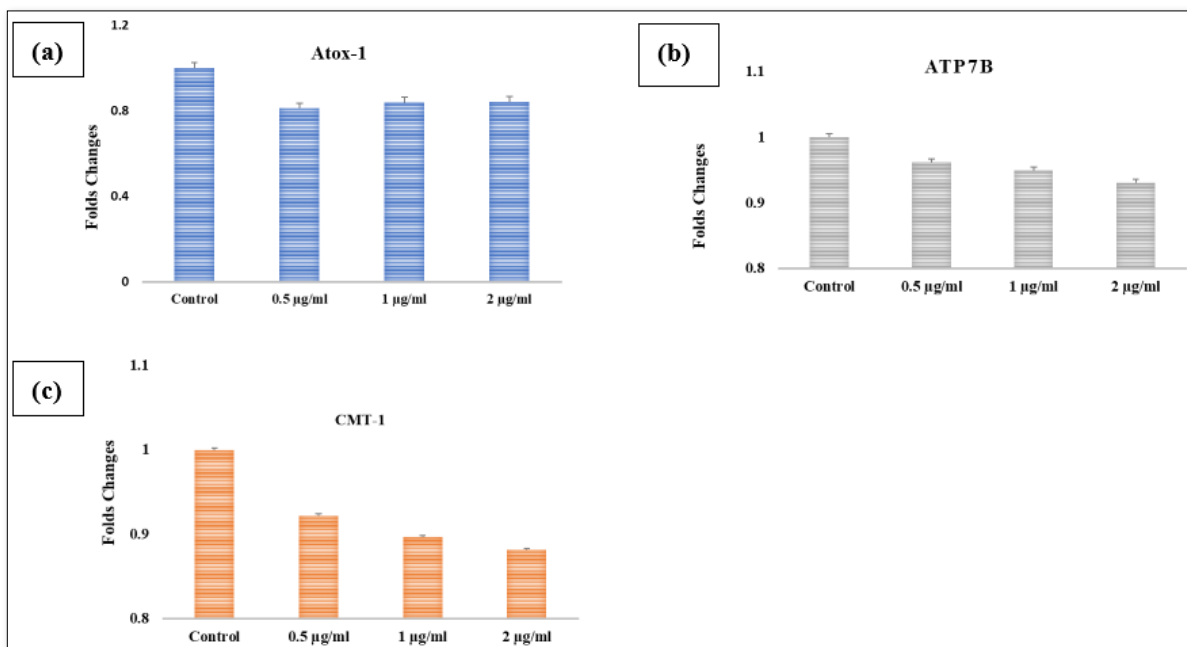 (a)
Atox-1
Folds Changes
1.2
0.8
0.4
0
Control 0.5 µg/ml 1 µg/ml 2 µg/ml
(b)
ATP7B
Folds Changes
1.1
1
0.9
0.8
Control 0.5 µg/ml 1 µg/ml 2 µg/ml
(c)
CMT-1
Folds Changes
1.1
1
0.9
0.8
Control 0.5 µg/ml 1 µg/ml 2 µg/ml